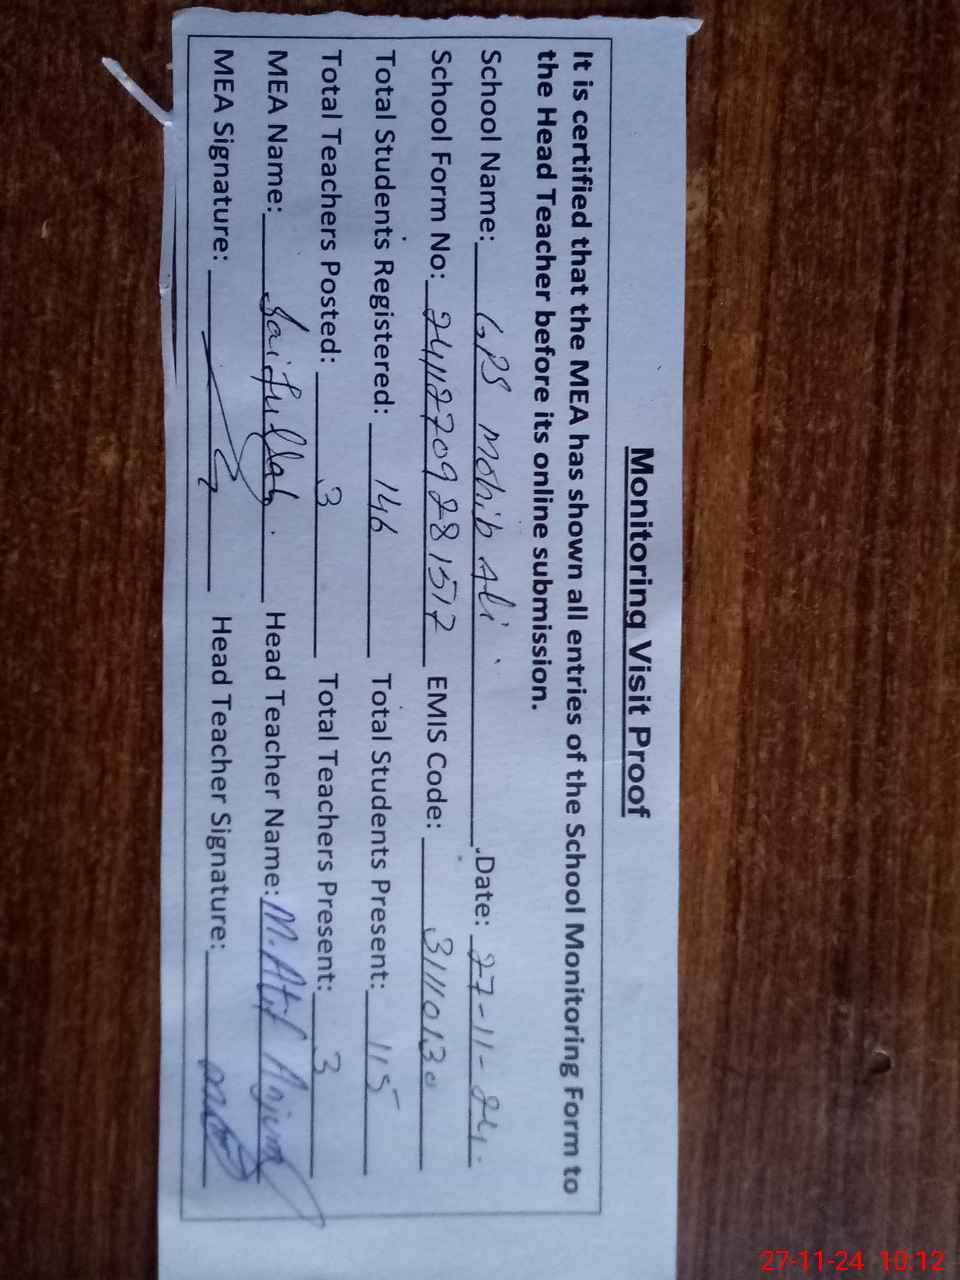 Monitoring Visit Proof
It is certified that the MEA has shown all entries of the School Monitoring Form to
the Head Teacher before its online submission.
School Name: GPS Mohib Ali Date: 27-11-24.
School Form No: 24112709281512 EMIS Code: 31110130
Total Students Registered: 146 Total Students Present: 115
Total Teachers Posted: 3 Total Teachers Present: 3
MEA Name: Saifullah. Head Teacher Name: M. Atif Anjum
MEA Signature: Head Teacher Signature:
27-11-24 10:12